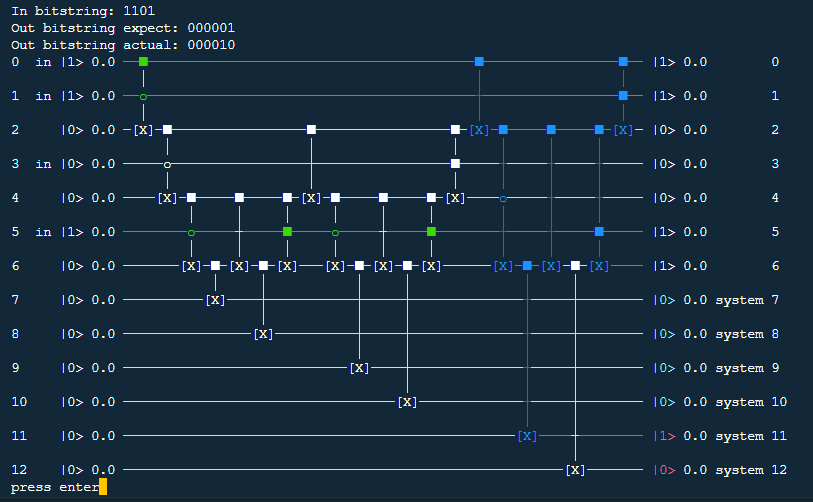 In bitstring: 1101
Out bitstring expect: 000001
Out bitstring actual: 000010
0 in |1> 0.0 |1> 0.0 0
1 in |1> 0.0 |1> 0.0 1
2 |0> 0.0 [X] [X] [X] |0> 0.0 2
3 in |0> 0.0 |0> 0.0 3
4 |0> 0.0 [X] [X] [X] |0> 0.0 4
5 in |1> 0.0 |1> 0.0 5
6 |0> 0.0 [X] [X] [X] [X] [X] [X] [X] [X] [X] |1> 0.0 6
7 |0> 0.0 [X] |0> 0.0 system 7
8 |0> 0.0 [X] |0> 0.0 system 8
9 |0> 0.0 [X] |0> 0.0 system 9
10 |0> 0.0 [X] |0> 0.0 system 10
11 |0> 0.0 [X] |1> 0.0 system 11
12 |0> 0.0 [X] |0> 0.0 system 12
press enter